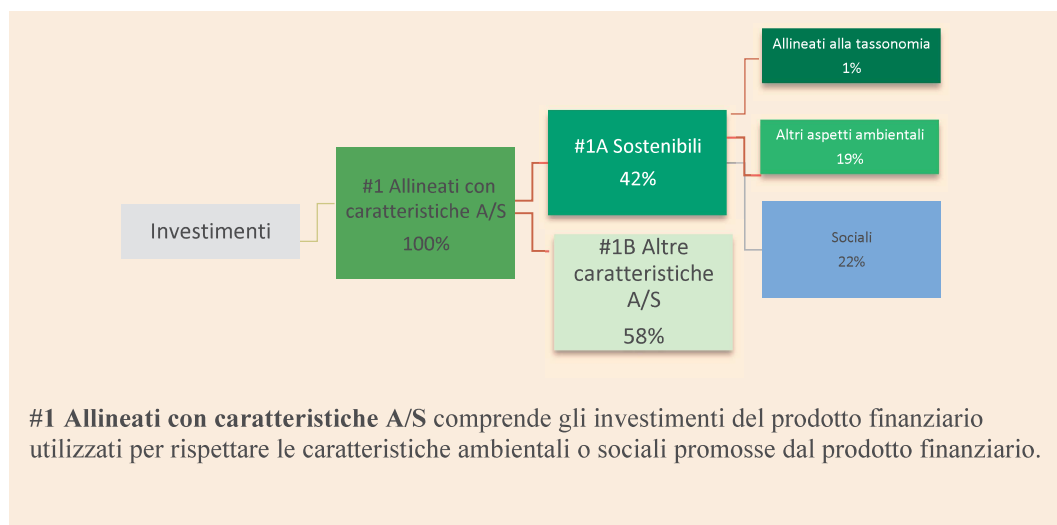 Investimenti
#1 Allineati con
caratteristiche A/S
100%
#1A Sostenibili
42%
#1B Altre
caratteristiche
A/S
58%
Allineati alla tassonomia
1%
Altri aspetti ambientali
19%
Sociali
22%
#1 Allineati con caratteristiche A/S comprende gli investimenti del prodotto finanziario
utilizzati per rispettare le caratteristiche ambientali o sociali promosse dal prodotto finanziario.